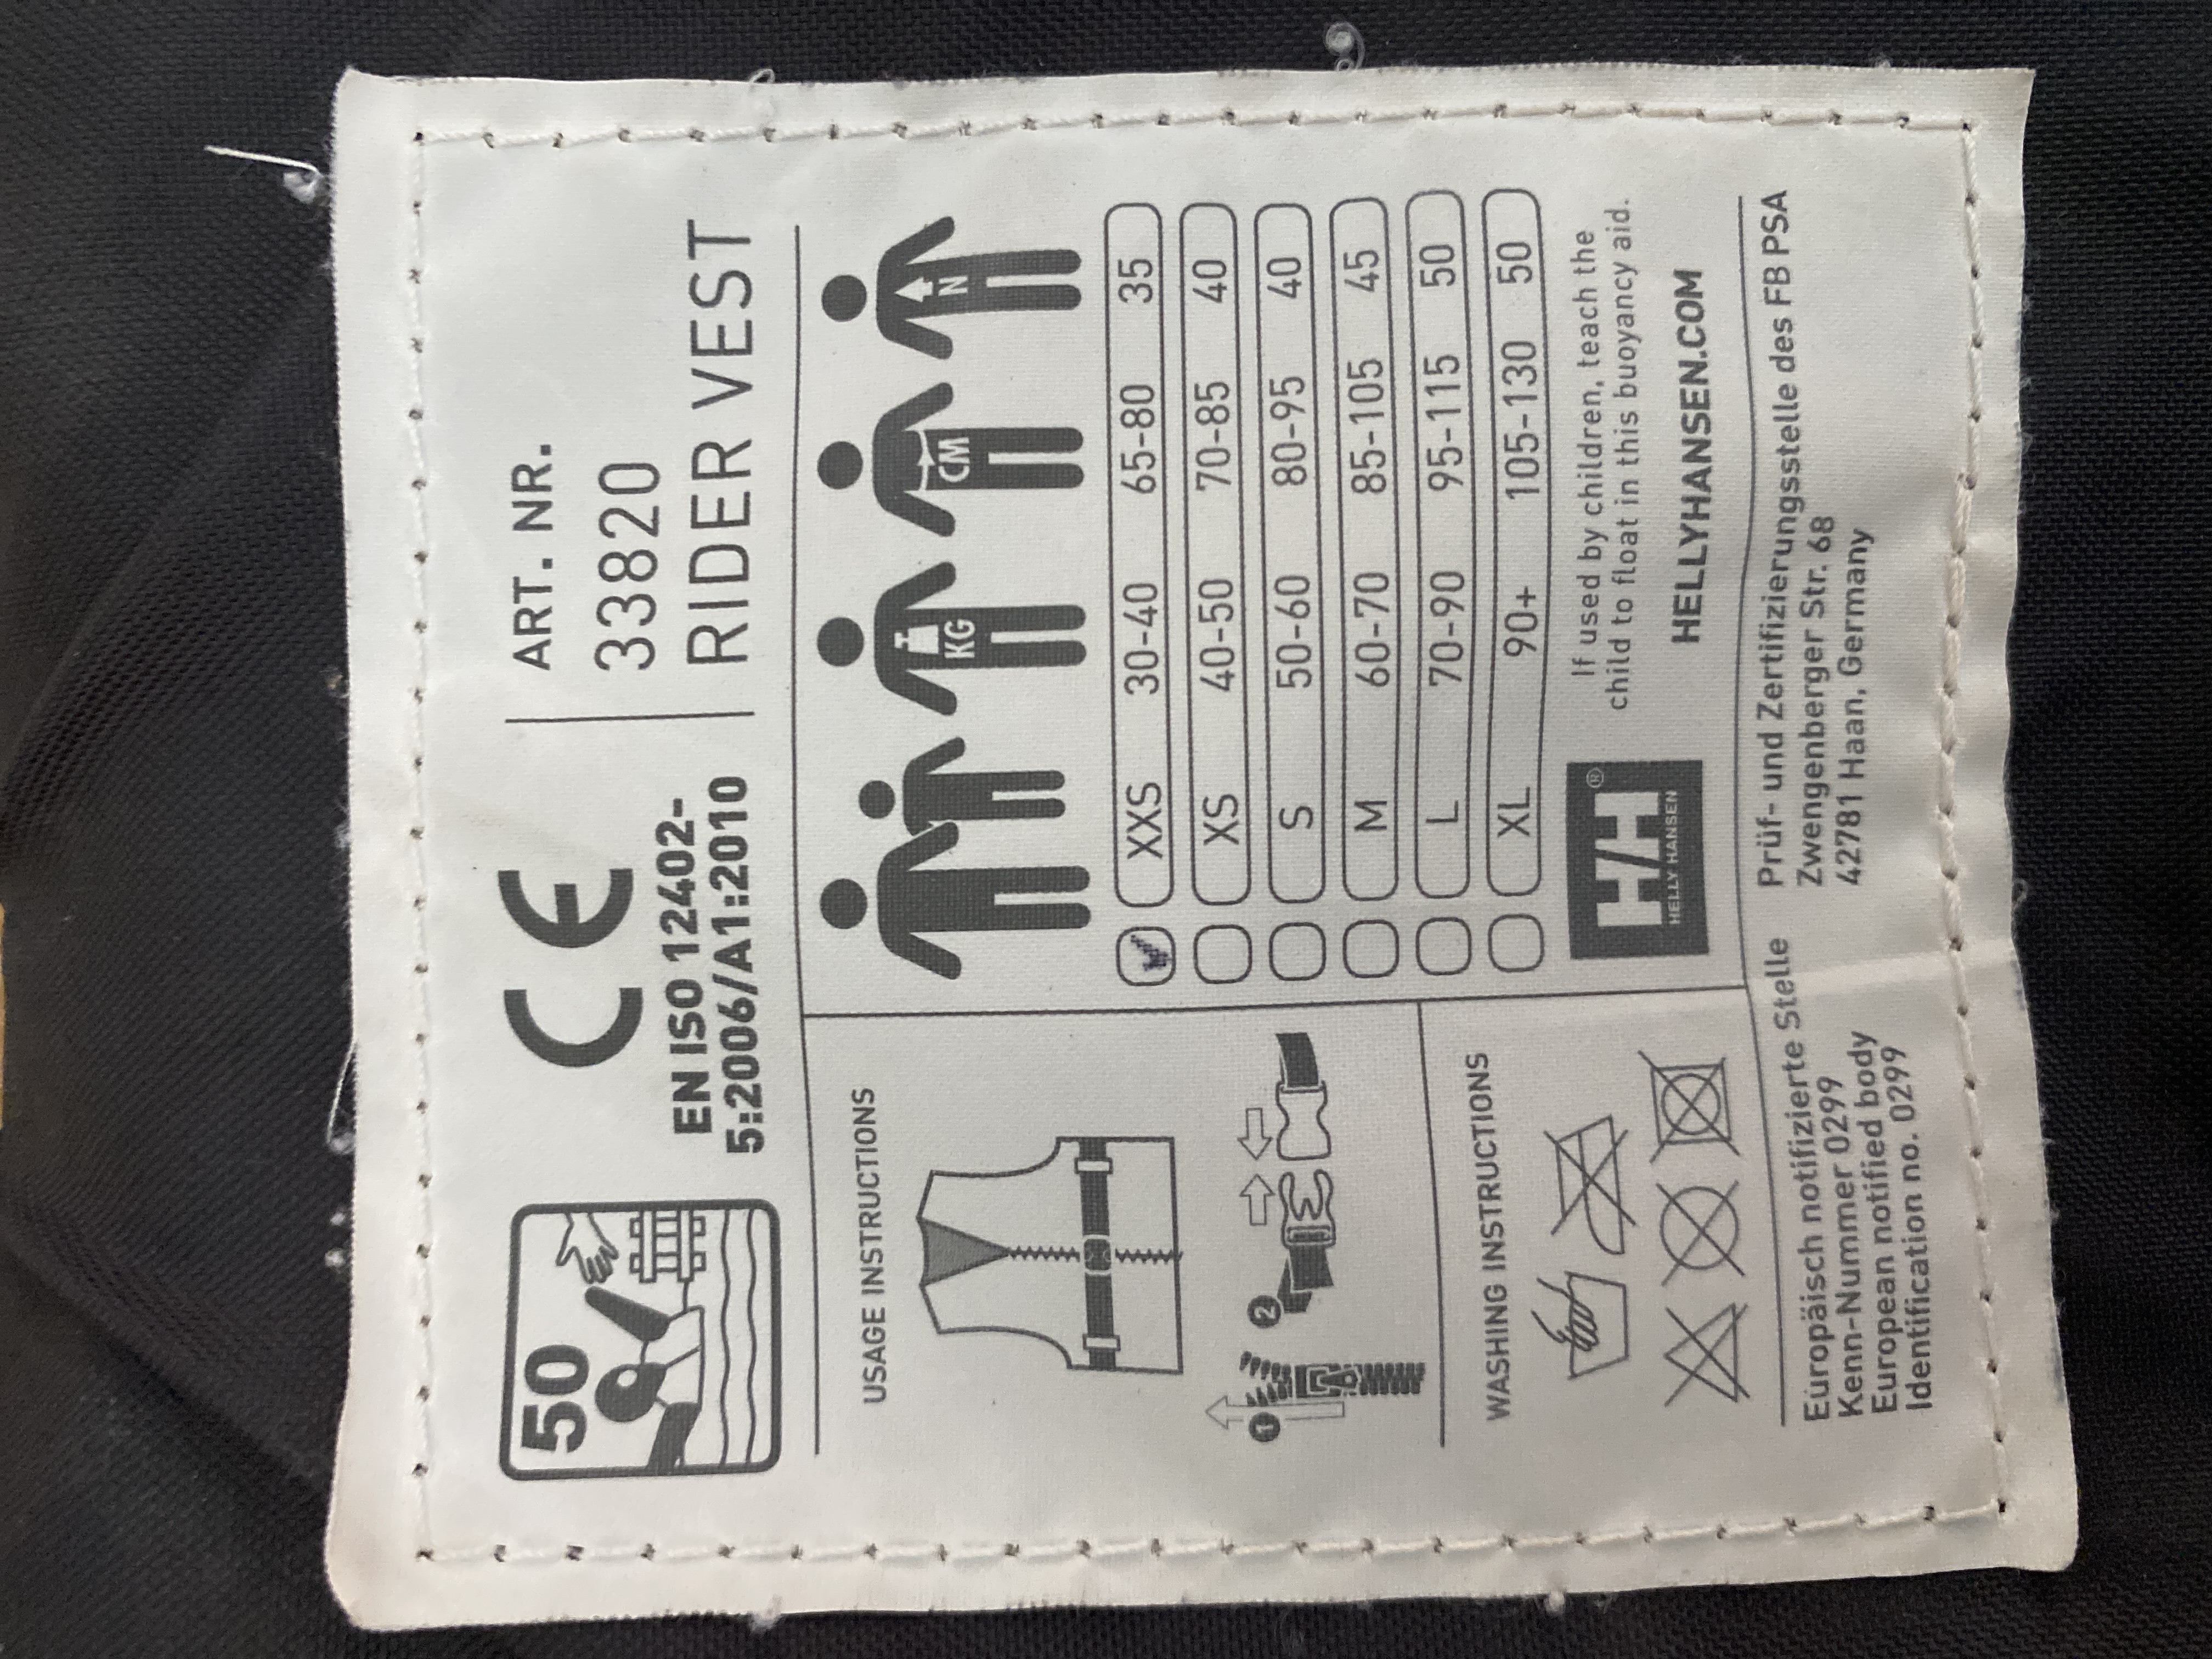 50
CE
EN ISO 12402-
5:2006/A1:2010
ART. NR.
33820
RIDER VEST
USAGE INSTRUCTIONS
1
2
WASHING INSTRUCTIONS
KG CM N
XXS 30-40 65-80 35
XS 40-50 70-85 40
S 50-60 80-95 40
M 60-70 85-105 45
L 70-90 95-115 50
XL 90+ 105-130 50
H/H®
HELLY HANSEN
If used by children, teach the
child to float in this buoyancy aid.
HELLYHANSEN.COM
Europäisch notifizierte Stelle
Kenn-Nummer 0299
European notified body
Identification no. 0299
Prüf- und Zertifizierungsstelle des FB PSA
Zwengenberger Str. 68
42781 Haan, Germany